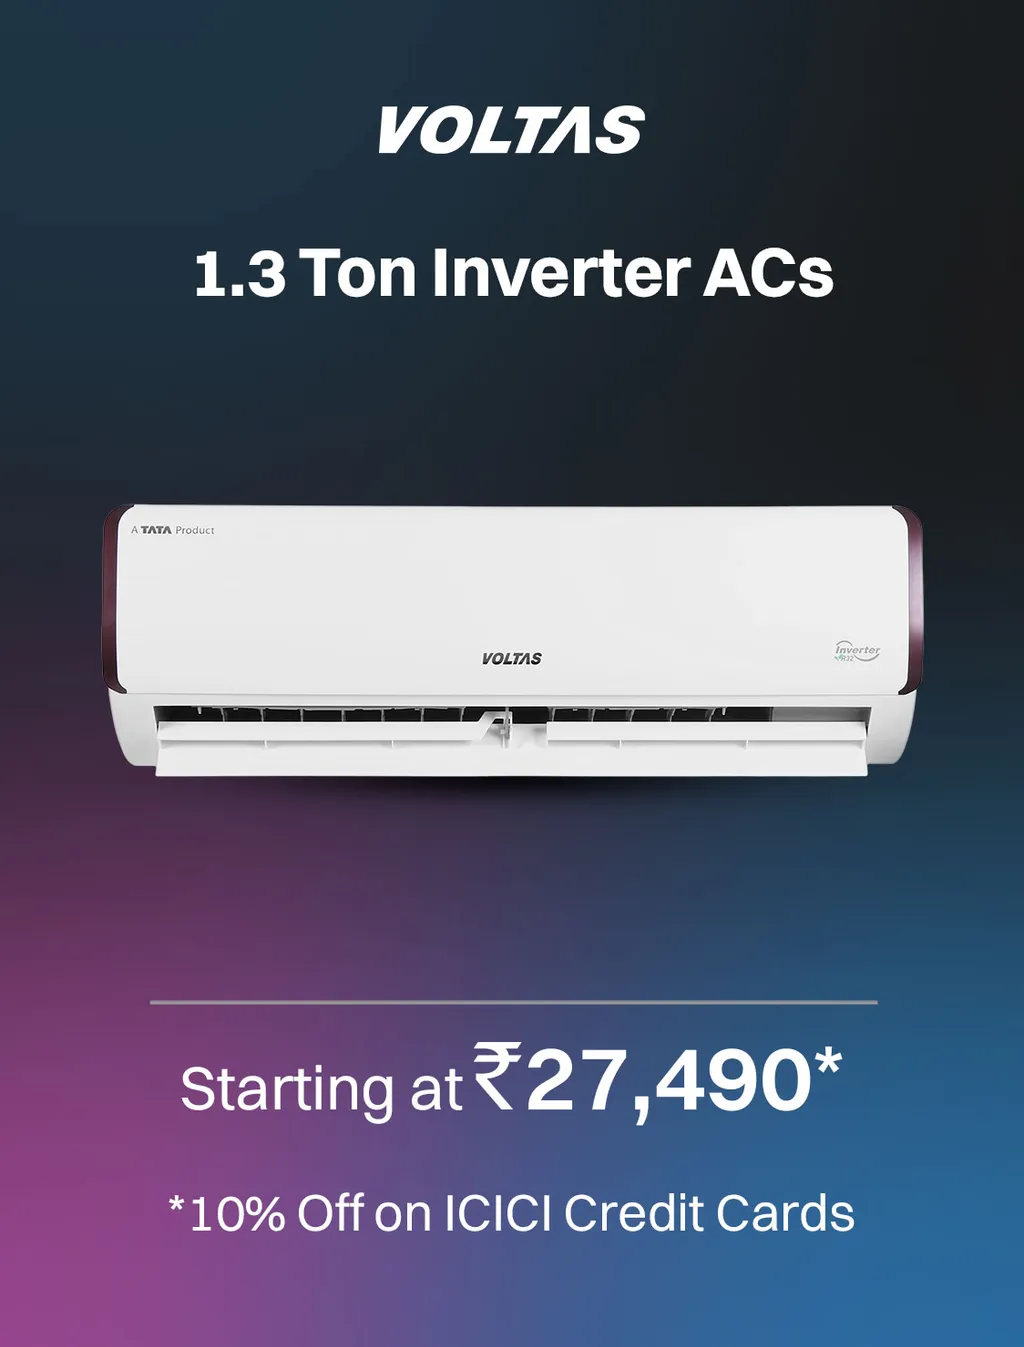 VOLTAS
1.3 Ton Inverter ACs
A TATA Product
VOLTAS
Inverter
R32
Starting at ₹27,490*
*10% Off on ICICI Credit Cards